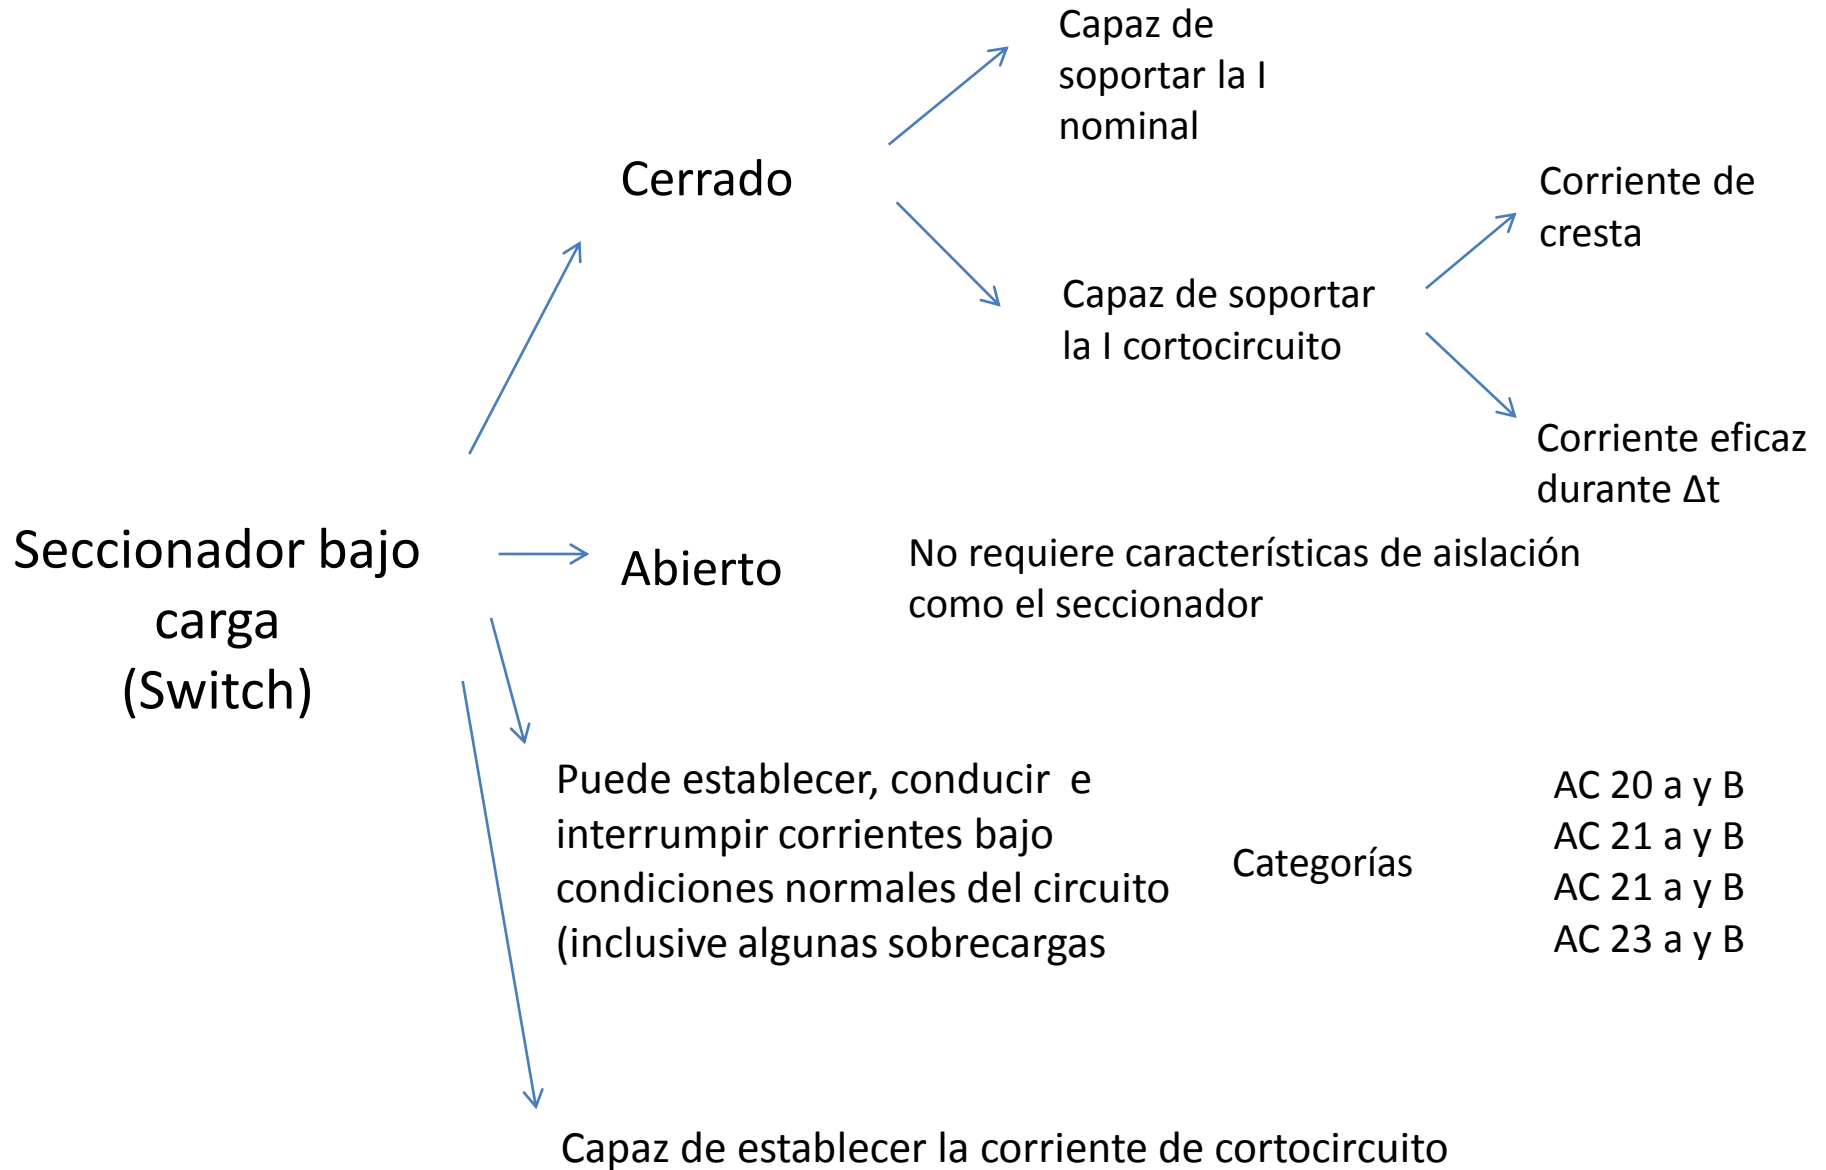 Capaz de
soportar la I
nominal
Cerrado
Corriente de
cresta
Capaz de soportar
la I cortocircuito
Corriente eficaz
durante Δt
Seccionador bajo
carga
(Switch)
Abierto
No requiere características de aislación
como el seccionador
Puede establecer, conducir  e
interrumpir corrientes bajo
condiciones normales del circuito
(inclusive algunas sobrecargas
Categorías
AC 20 a y B
AC 21 a y B
AC 21 a y B
AC 23 a y B
Capaz de establecer la corriente de cortocircuito